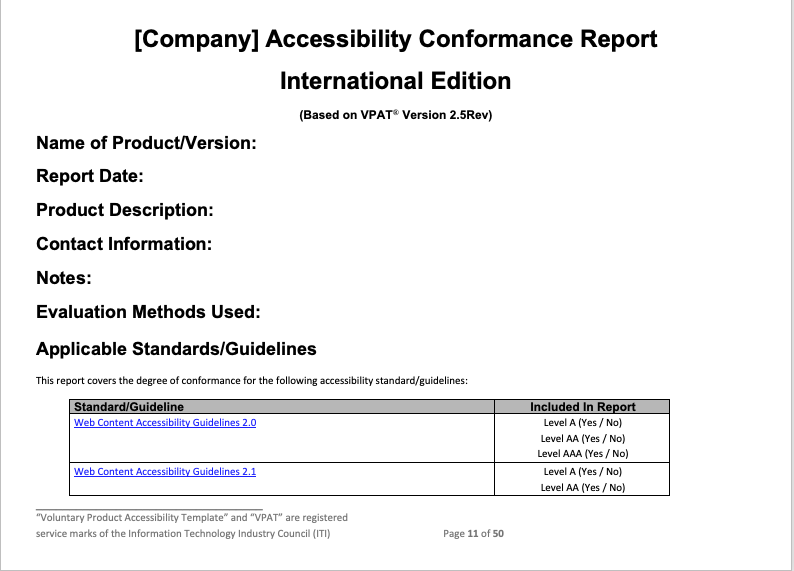 [Company] Accessibility Conformance Report
International Edition
(Based on VPAT® Version 2.5Rev)
Name of Product/Version:
Report Date:
Product Description:
Contact Information:
Notes:
Evaluation Methods Used:
Applicable Standards/Guidelines
This report covers the degree of conformance for the following accessibility standard/guidelines:
Standard/Guideline Included In Report
Web Content Accessibility Guidelines 2.0 Level A (Yes / No)
Level AA (Yes / No)
Level AAA (Yes / No)
Web Content Accessibility Guidelines 2.1 Level A (Yes / No)
Level AA (Yes / No)
“Voluntary Product Accessibility Template” and “VPAT” are registered
service marks of the Information Technology Industry Council (ITI) Page 11 of 50